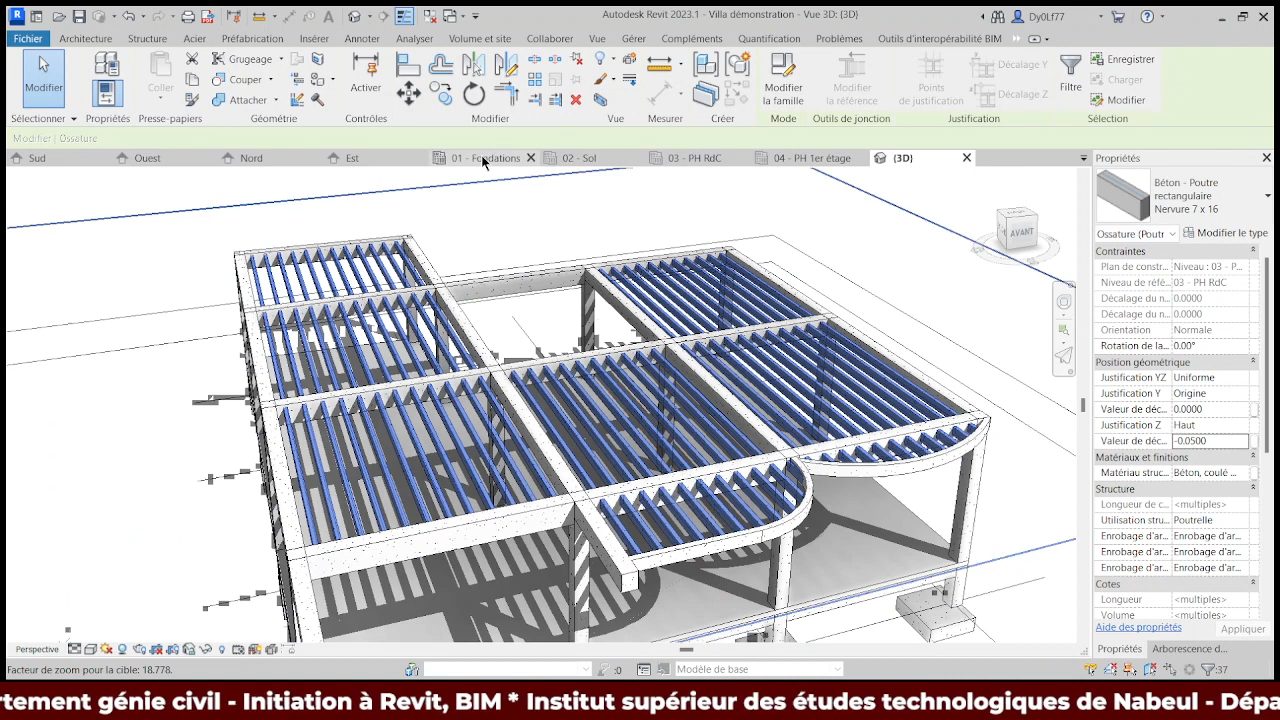 Autodesk Revit 2023.1 - Villa démonstration - Vue 3D: {3D}
Dy0Lf77
Fichier
Architecture
Structure
Acier
Préfabrication
Insérer
Annoter
Analyser
Volume et site
Collaborer
Vue
Gérer
Compléments
Quantification
Problèmes
Outils d'interopérabilité BIM
Modifier
Coller
Grugeage
Couper
Attacher
Activer
Modifier
la famille
Modifier
la référence
Points
de justification
Décalage Y
Décalage Z
Filtre
Enregistrer
Charger
Modifier
Sélectionner
Propriétés
Presse-papiers
Géométrie
Contrôles
Modifier
Vue
Mesurer
Créer
Mode
Outils de jonction
Justification
Sélection
Modifier | Ossature
Sud
Ouest
Nord
Est
01 - Fondations
02 - Sol
03 - PH RdC
04 - PH 1er étage
{3D}
AVANT
Propriétés
Béton - Poutre
rectangulaire
Nervure 7 x 16
Ossature (Poutr
Modifier le type
Contraintes
Plan de constr... Niveau : 03 - P...
Niveau de réfé... 03 - PH RdC
Décalage du n... 0.0000
Décalage du n... 0.0000
Orientation Normale
Rotation de la... 0.00°
Position géométrique
Justification YZ Uniforme
Justification Y Origine
Valeur de déc... 0.0000
Justification Z Haut
Valeur de déc... -0.0500
Matériaux et finitions
Matériau struc... Béton, coulé ...
Structure
Longueur de c... <multiples>
Utilisation stru... Poutrelle
Enrobage d'ar... Enrobage d'ar...
Enrobage d'ar... Enrobage d'ar...
Enrobage d'ar... Enrobage d'ar...
Cotes
Longueur <multiples>
Volume <multiples>
Aide des propriétés
Appliquer
Propriétés
Arborescence d...
Perspective
Facteur de zoom pour la cible: 18.778.
:0
Modèle de base
:37
rtement génie civil - Initiation à Revit, BIM * Institut supérieur des études technologiques de Nabeul - Dépa